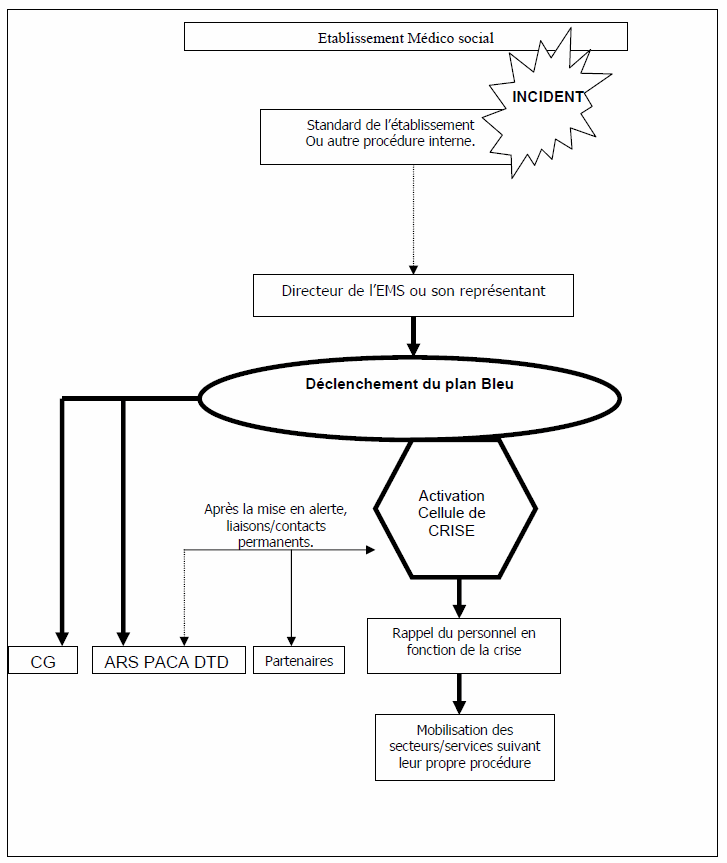 Etablissement Médico social
INCIDENT
Standard de l'établissement
Ou autre procédure interne.
Directeur de l'EMS ou son représentant
Déclenchement du plan Bleu
Activation
Cellule de
CRISE
Après la mise en alerte,
liaisons/contacts
permanents.
CG
ARS PACA DTD
Partenaires
Rappel du personnel en
fonction de la crise
Mobilisation des
secteurs/services suivant
leur propre procédure